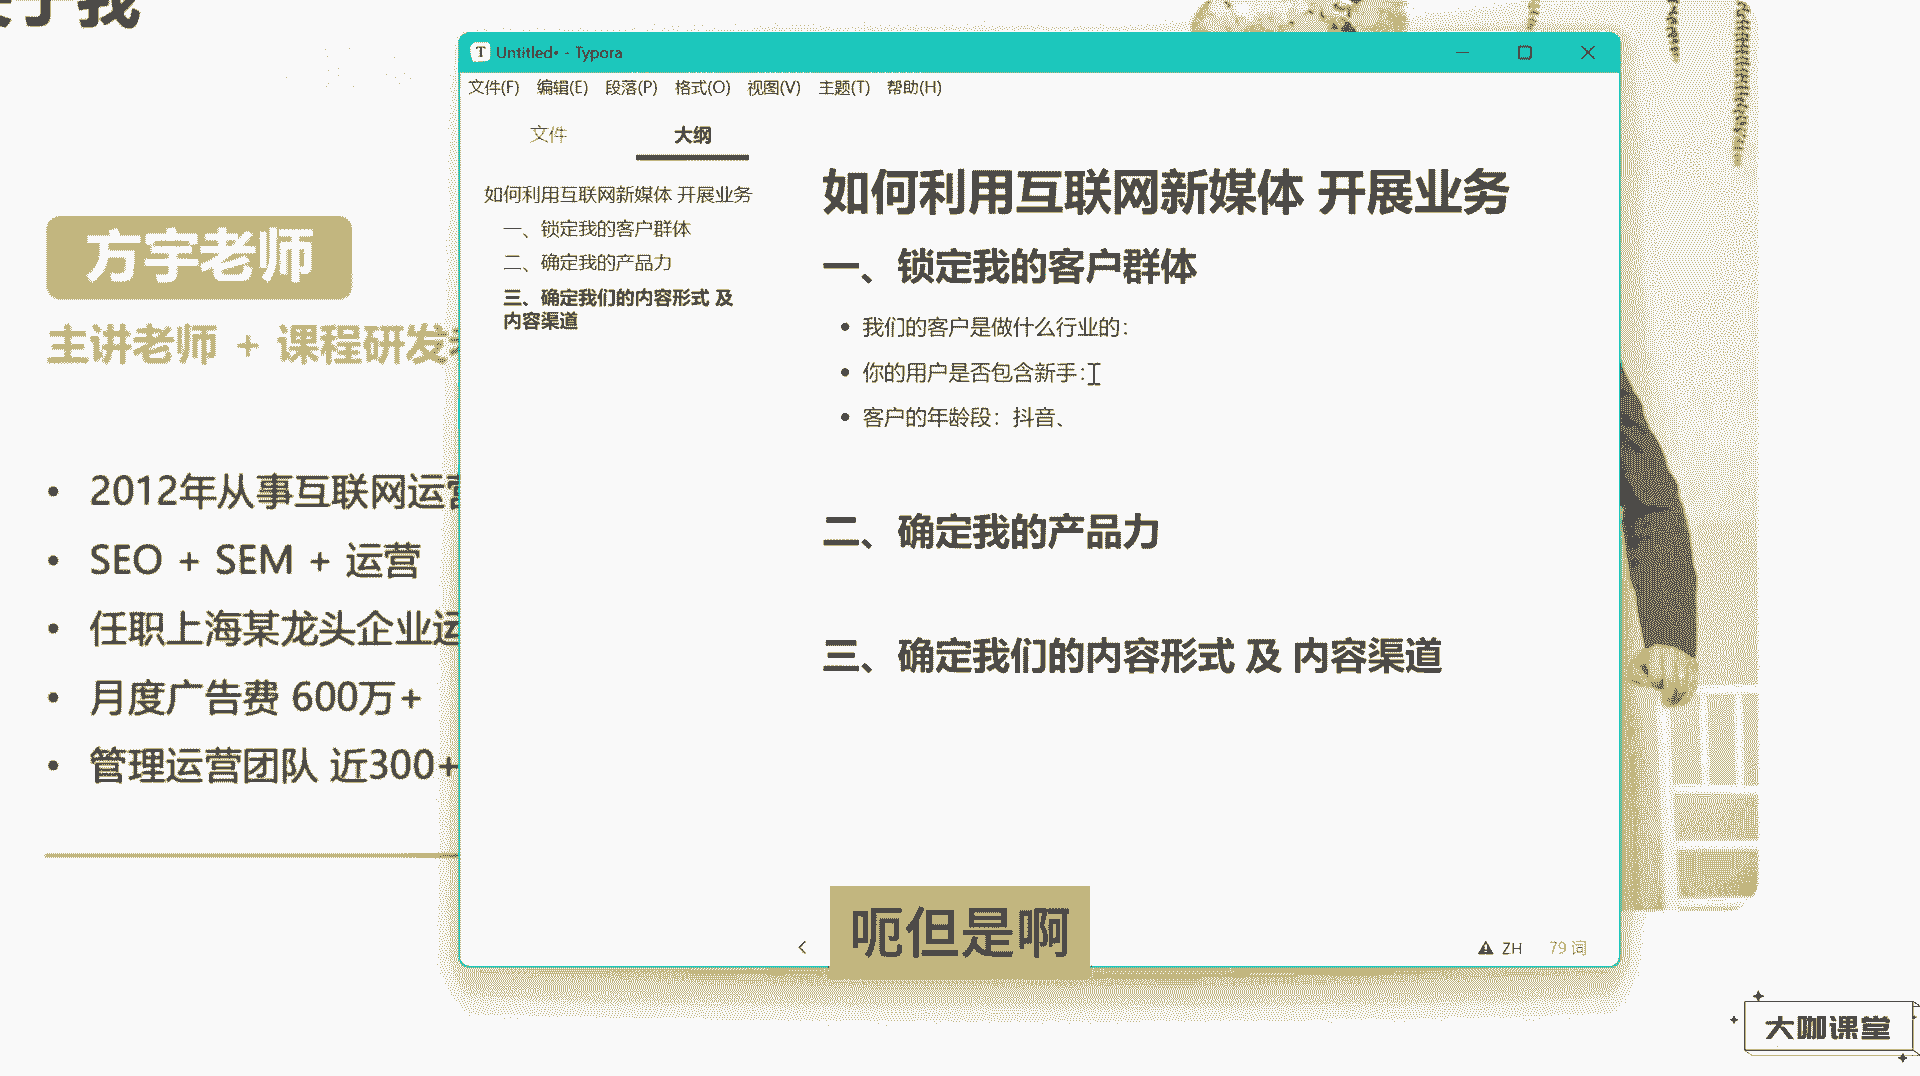 于我
方宇老师
主讲老师 + 课程研发
2012年从事互联网运营
SEO + SEM + 运营
任职上海某龙头企业运
月度广告费 600万+
管理运营团队 近300+
T Untitled• - Typora
文件(F) 编辑(E) 段落(P) 格式(O) 视图(V) 主题(T) 帮助(H)
文件 大纲
如何利用互联网新媒体 开展业务
一、锁定我的客户群体
二、确定我的产品力
三、确定我们的内容形式 及
内容渠道
如何利用互联网新媒体 开展业务
一、锁定我的客户群体
• 我们的客户是做什么行业的：
• 你的用户是否包含新手：
• 客户的年龄段：抖音、
二、确定我的产品力
三、确定我们的内容形式 及 内容渠道
呃但是啊
ZH 79 词
大咖课堂